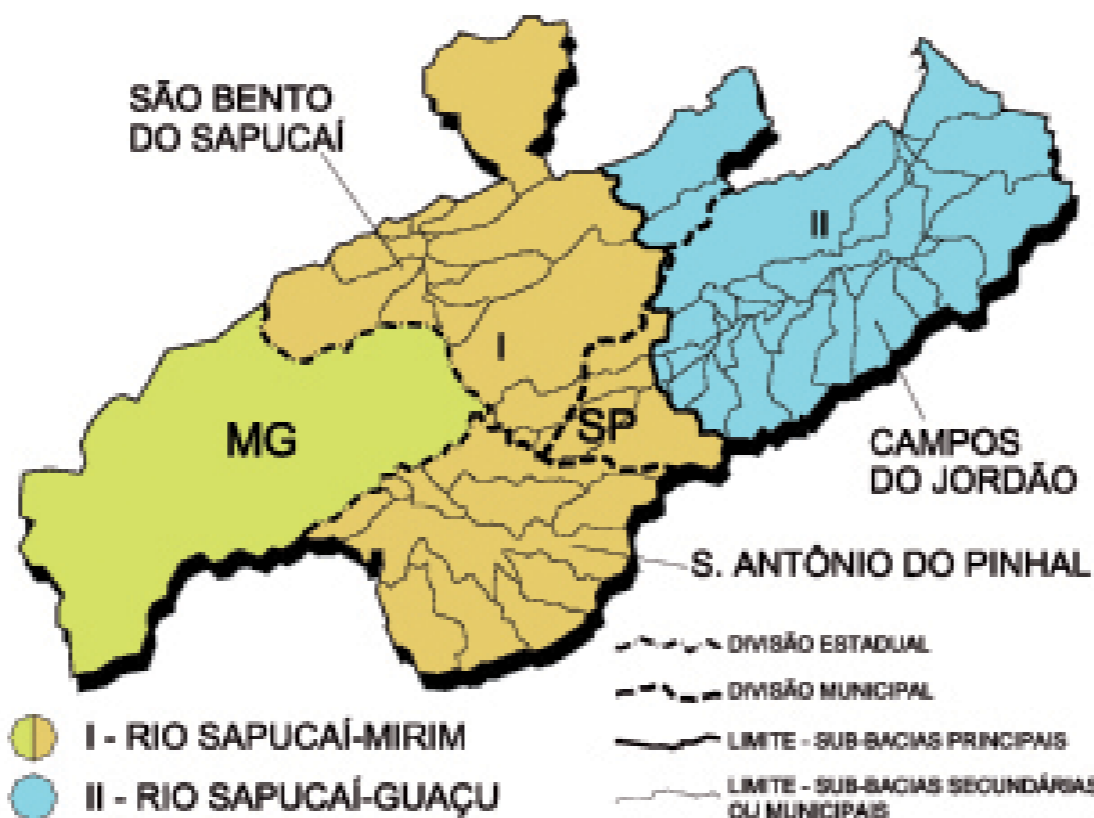 SÃO BENTO
DO SAPUCAÍ
II
I
MG
SP
CAMPOS
DO JORDÃO
S. ANTÔNIO DO PINHAL
DIVISÃO ESTADUAL
DIVISÃO MUNICIPAL
I - RIO SAPUCAÍ-MIRIM
LIMITE - SUB-BACIAS PRINCIPAIS
II - RIO SAPUCAÍ-GUAÇU
LIMITE - SUB-BACIAS SECUNDÁRIAS
OU MUNICIPAIS